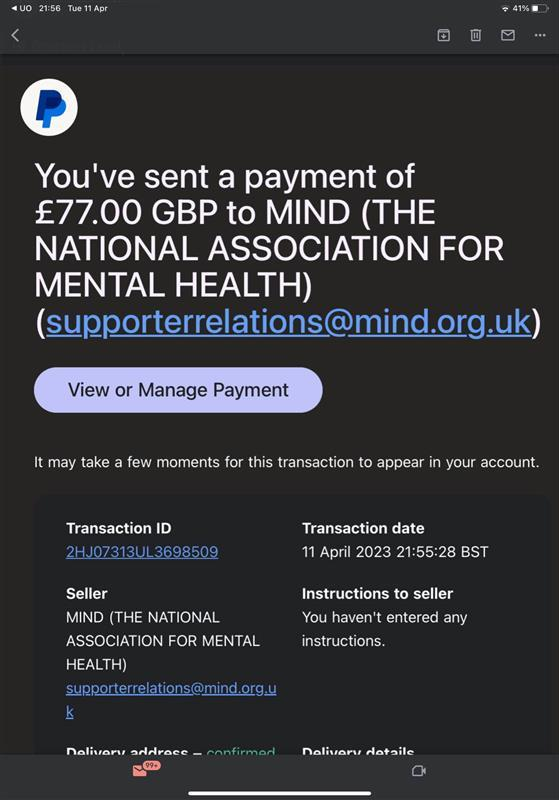 ◀ UO 21:56 Tue 11 Apr 41%
You've sent a payment of
£77.00 GBP to MIND (THE
NATIONAL ASSOCIATION FOR
MENTAL HEALTH)
(supporterrelations@mind.org.uk)
View or Manage Payment
It may take a few moments for this transaction to appear in your account.
Transaction ID
2HJ07313UL3698509
Transaction date
11 April 2023 21:55:28 BST
Seller
MIND (THE NATIONAL
ASSOCIATION FOR MENTAL
HEALTH)
supporterrelations@mind.org.u
k
Instructions to seller
You haven't entered any
instructions.
Delivery address – confirmed
Delivery details
99+